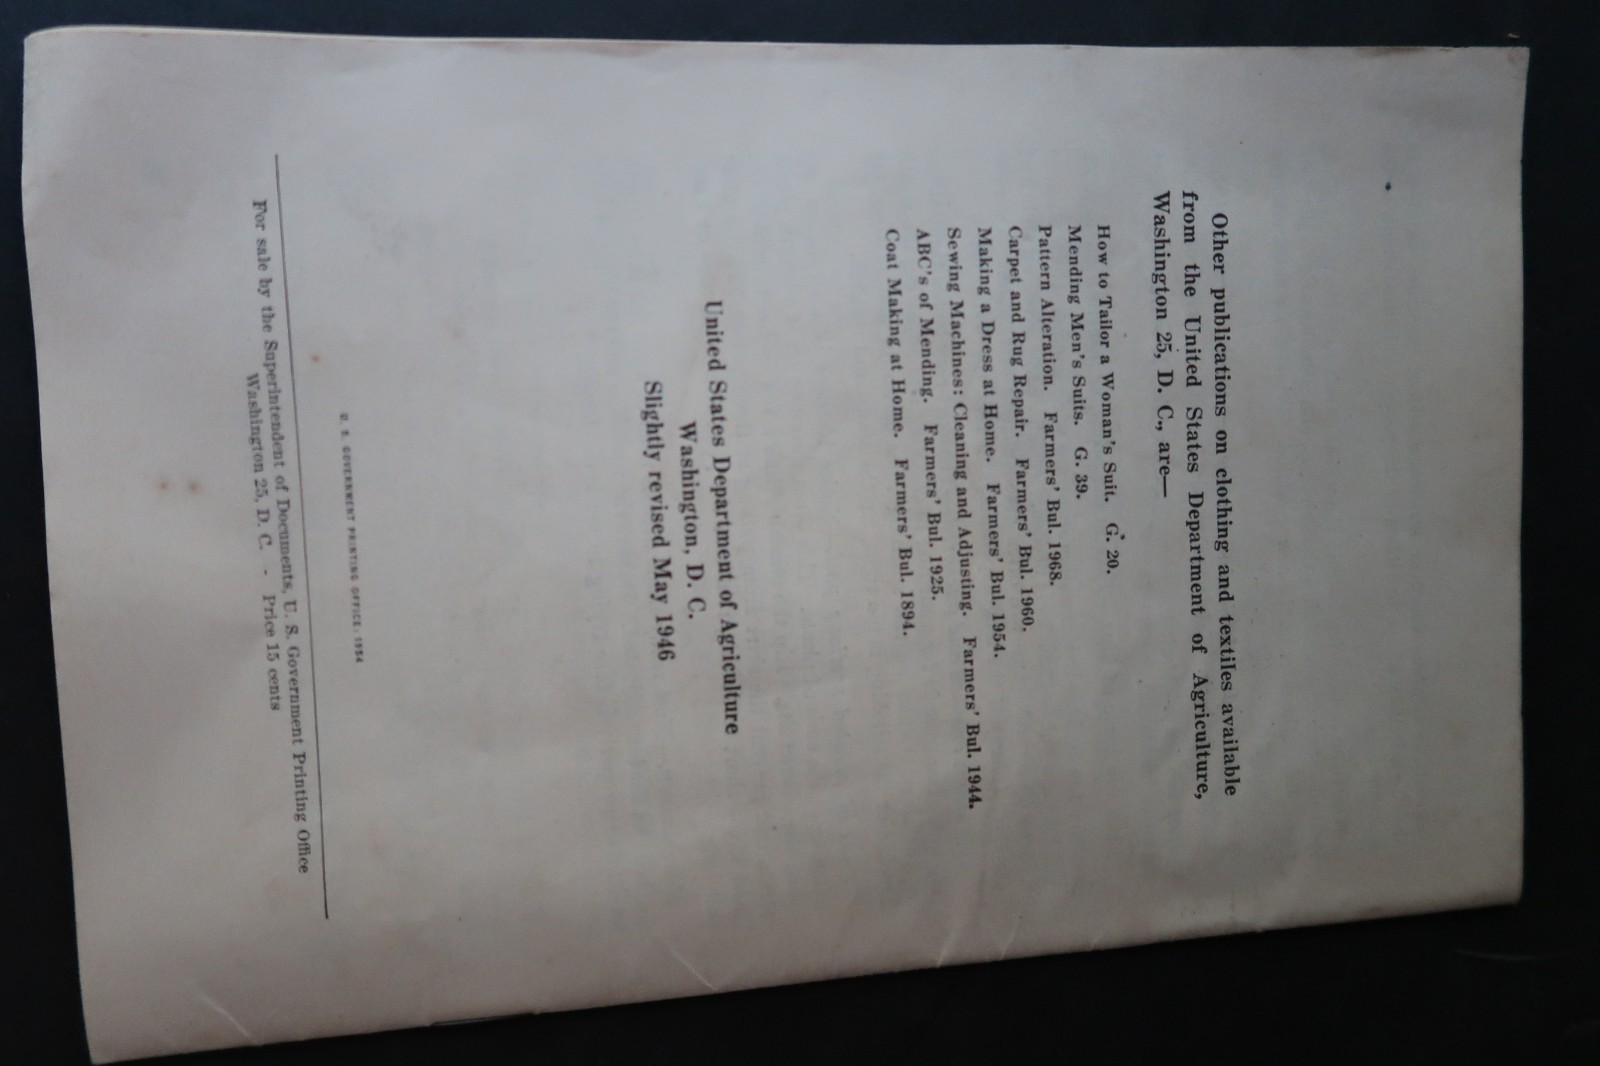 Other publications on clothing and textiles available
from the United States Department of Agriculture,
Washington 25, D. C., are—
How to Tailor a Woman's Suit. G. 20.
Mending Men's Suits. G. 39.
Pattern Alteration. Farmers' Bul. 1968.
Carpet and Rug Repair. Farmers' Bul. 1960.
Making a Dress at Home. Farmers' Bul. 1954.
Sewing Machines: Cleaning and Adjusting. Farmers' Bul. 1944.
ABC's of Mending. Farmers' Bul. 1925.
Coat Making at Home. Farmers' Bul. 1894.
United States Department of Agriculture
Washington, D. C.
Slightly revised May 1946
U. S. GOVERNMENT PRINTING OFFICE: 1954
For sale by the Superintendent of Documents, U. S. Government Printing Office
Washington 25, D. C. - Price 15 cents